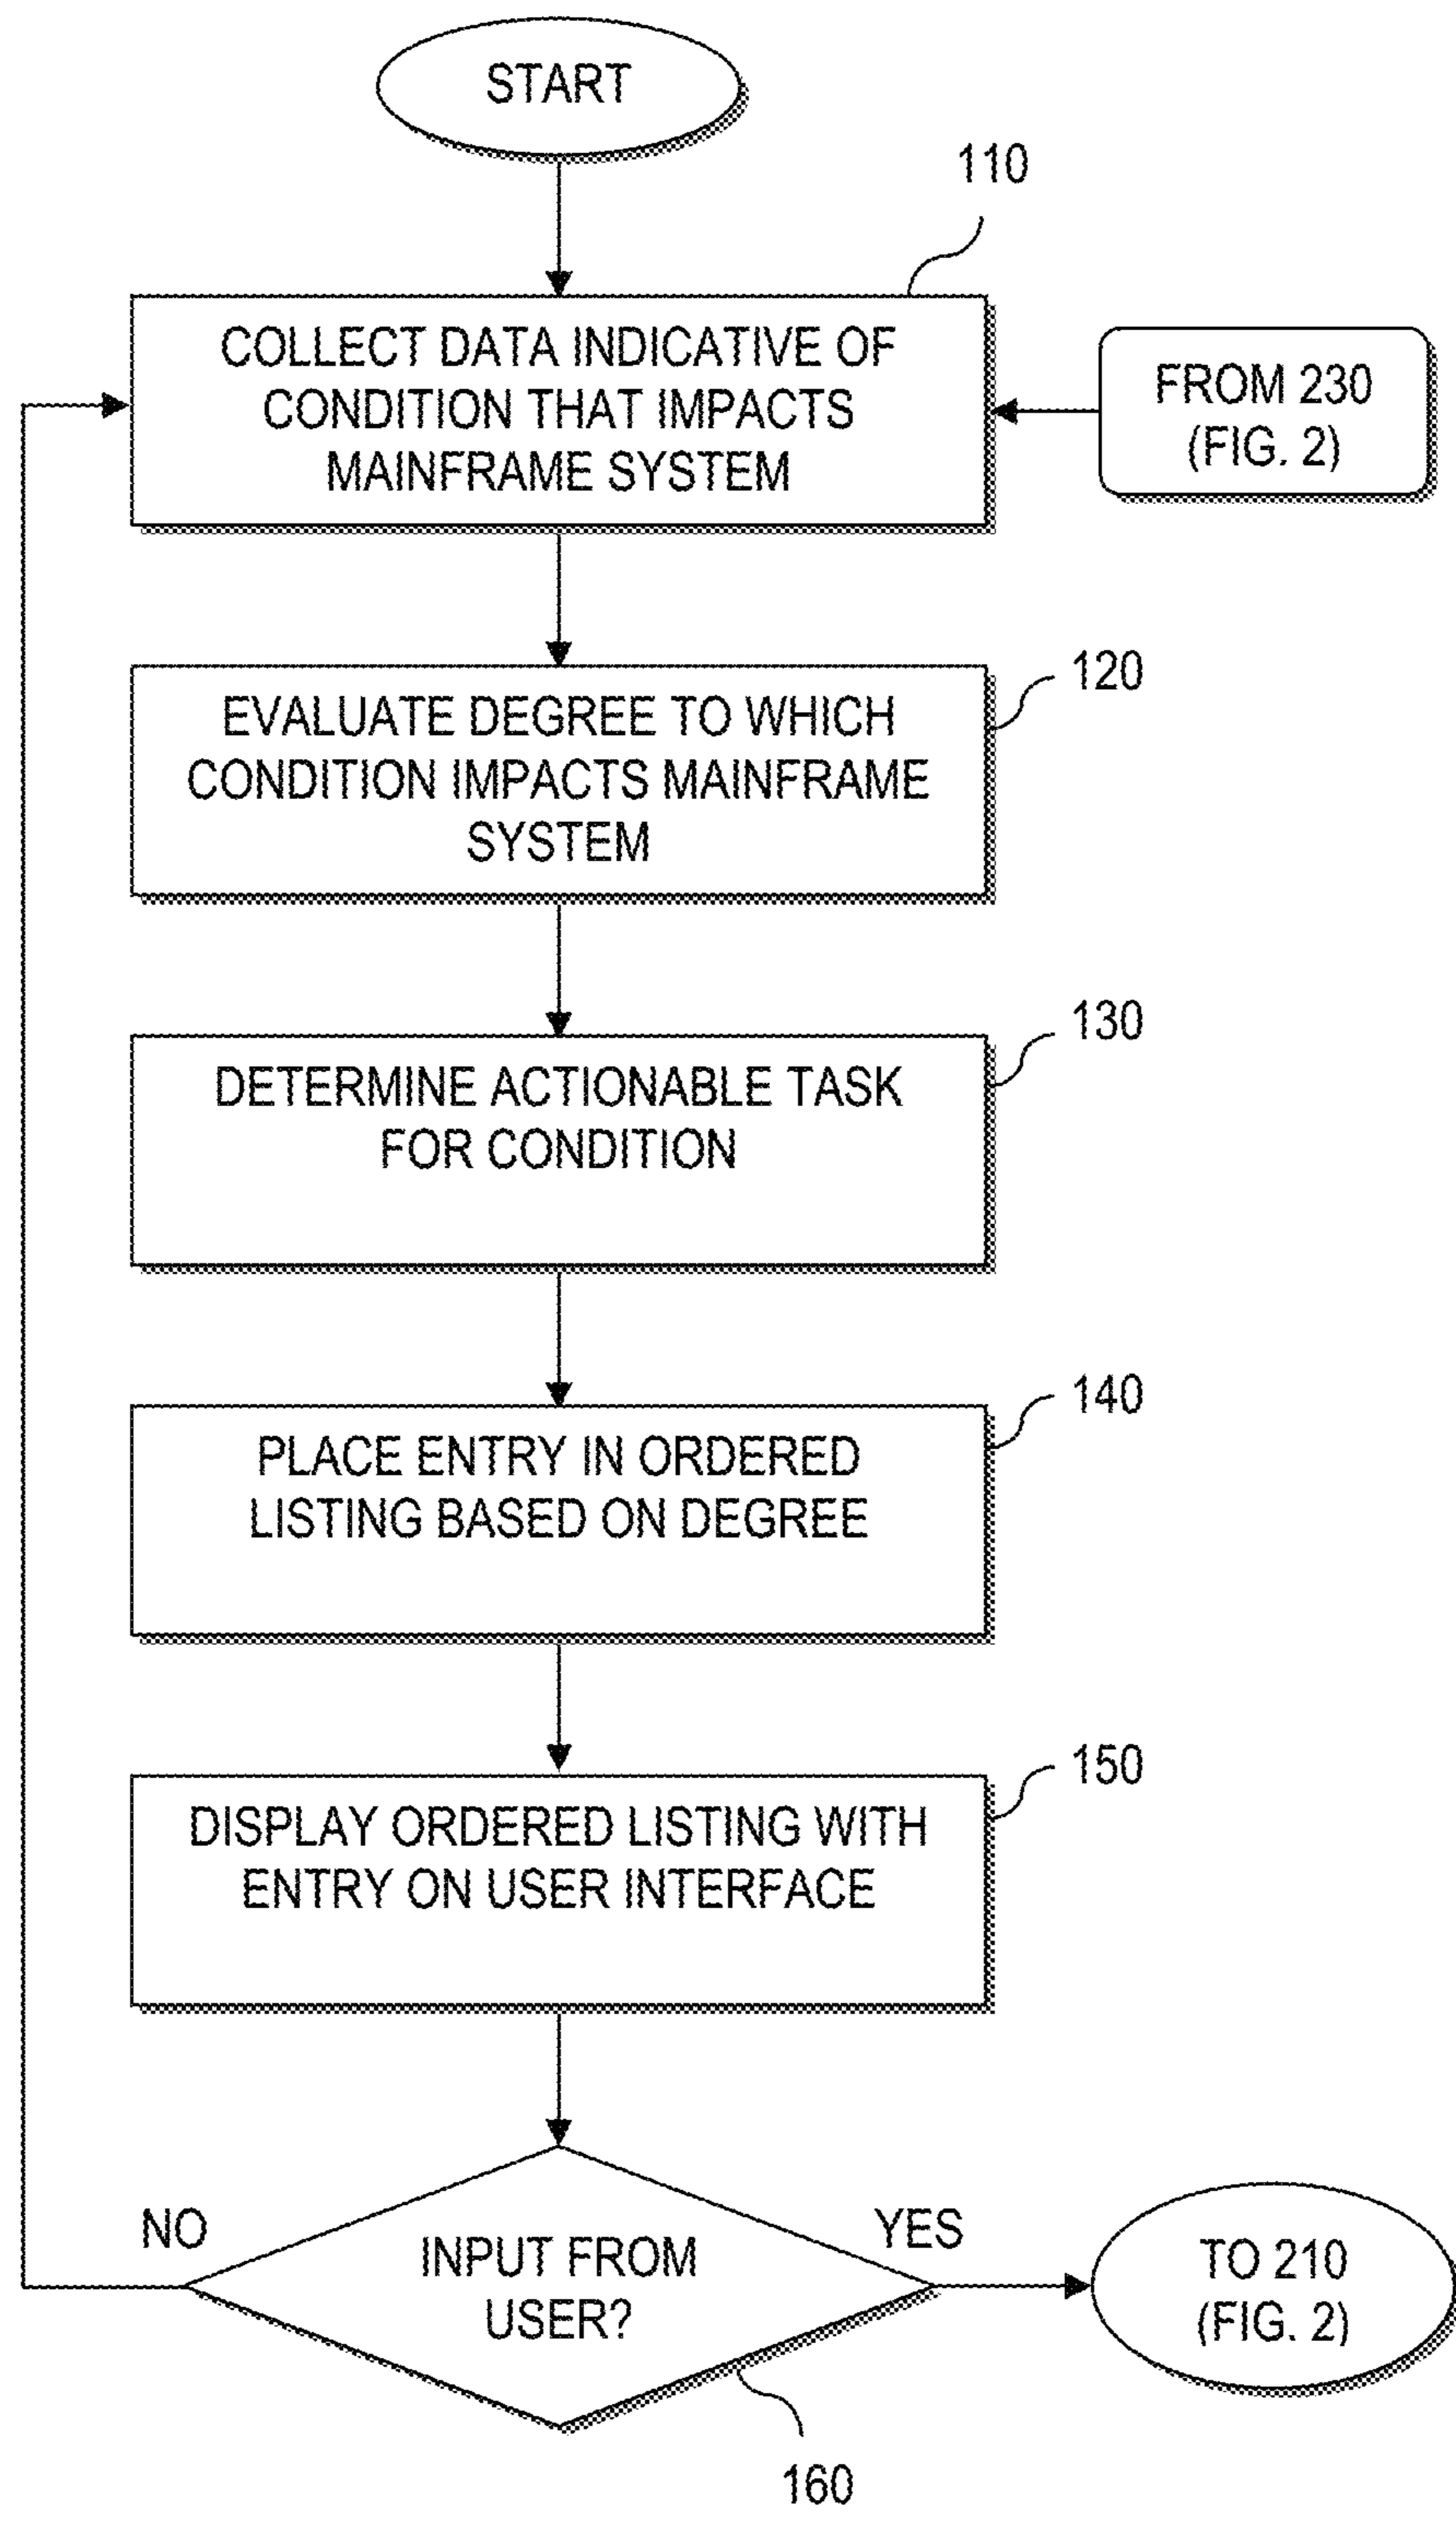 START
110
COLLECT DATA INDICATIVE OF
CONDITION THAT IMPACTS
MAINFRAME SYSTEM
FROM 230
(FIG. 2)
120
EVALUATE DEGREE TO WHICH
CONDITION IMPACTS MAINFRAME
SYSTEM
130
DETERMINE ACTIONABLE TASK
FOR CONDITION
140
PLACE ENTRY IN ORDERED
LISTING BASED ON DEGREE
150
DISPLAY ORDERED LISTING WITH
ENTRY ON USER INTERFACE
NO
INPUT FROM
USER?
YES
TO 210
(FIG. 2)
160